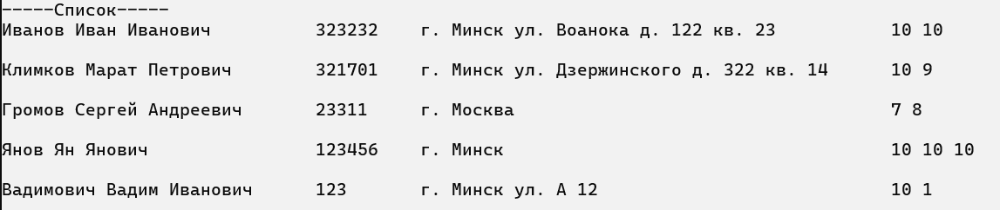 -----Список-----
Иванов Иван Иванович 323232 г. Минск ул. Воанока д. 122 кв. 23 10 10
Климков Марат Петрович 321701 г. Минск ул. Дзержинского д. 322 кв. 14 10 9
Громов Сергей Андреевич 23311 г. Москва 7 8
Янов Ян Янович 123456 г. Минск 10 10 10
Вадимович Вадим Иванович 123 г. Минск ул. А 12 10 1